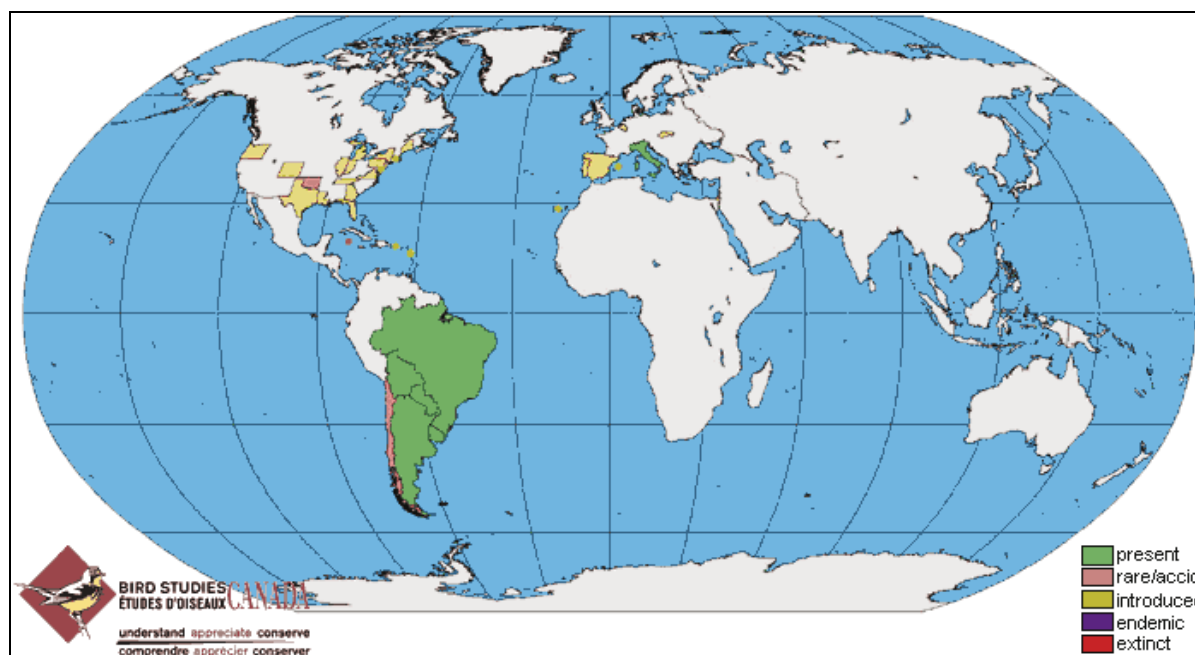 BIRD STUDIES
ÉTUDES D'OISEAUX CANADA
understand appreciate conserve
comprendre apprécier conserver
present
rare/accid
introduced
endemic
extinct